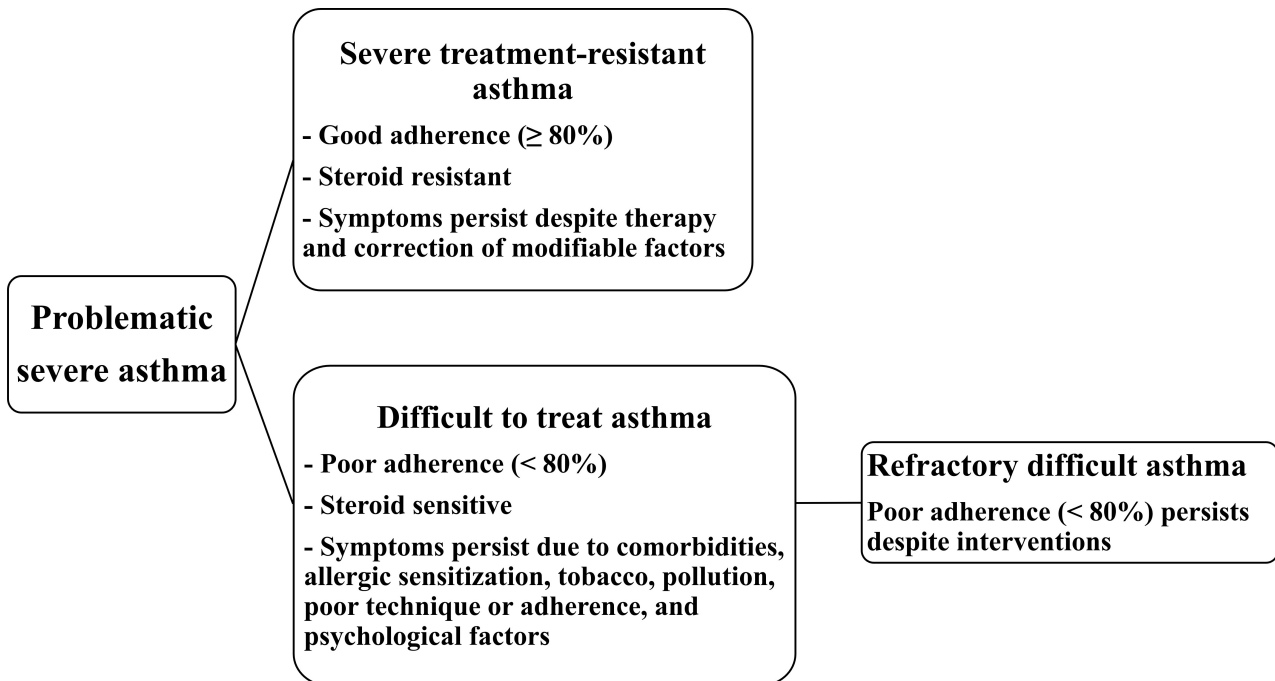 Severe treatment-resistant
asthma
- Good adherence (≥ 80%)
- Steroid resistant
- Symptoms persist despite therapy
and correction of modifiable factors
Problematic
severe asthma
Difficult to treat asthma
- Poor adherence (< 80%)
- Steroid sensitive
- Symptoms persist due to comorbidities,
allergic sensitization, tobacco, pollution,
poor technique or adherence, and
psychological factors
Refractory difficult asthma
Poor adherence (< 80%) persists
despite interventions